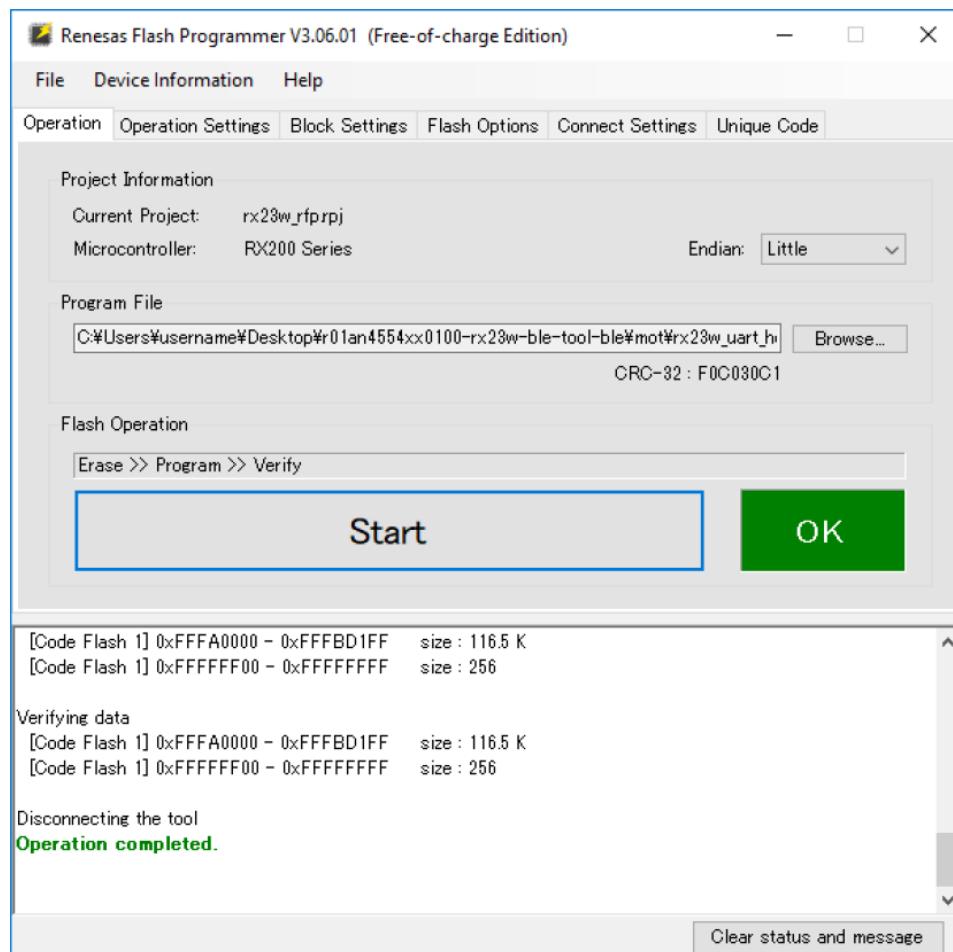 Renesas Flash Programmer V3.06.01 (Free-of-charge Edition)
File Device Information Help
Operation Operation Settings Block Settings Flash Options Connect Settings Unique Code
Project Information
Current Project: rx23w_rfp.rpj
Microcontroller: RX200 Series Endian: Little
Program File
C:¥Users¥username¥Desktop¥r01an4554xx0100-rx23w-ble-tool-ble¥mot¥rx23w_uart_h Browse...
CRC-32 : F0C030C1
Flash Operation
Erase >> Program >> Verify
Start OK
[Code Flash 1] 0xFFFA0000 - 0xFFFBD1FF size : 116.5 K
[Code Flash 1] 0xFFFFFF00 - 0xFFFFFFFF size : 256
Verifying data
[Code Flash 1] 0xFFFA0000 - 0xFFFBD1FF size : 116.5 K
[Code Flash 1] 0xFFFFFF00 - 0xFFFFFFFF size : 256
Disconnecting the tool
Operation completed.
Clear status and message